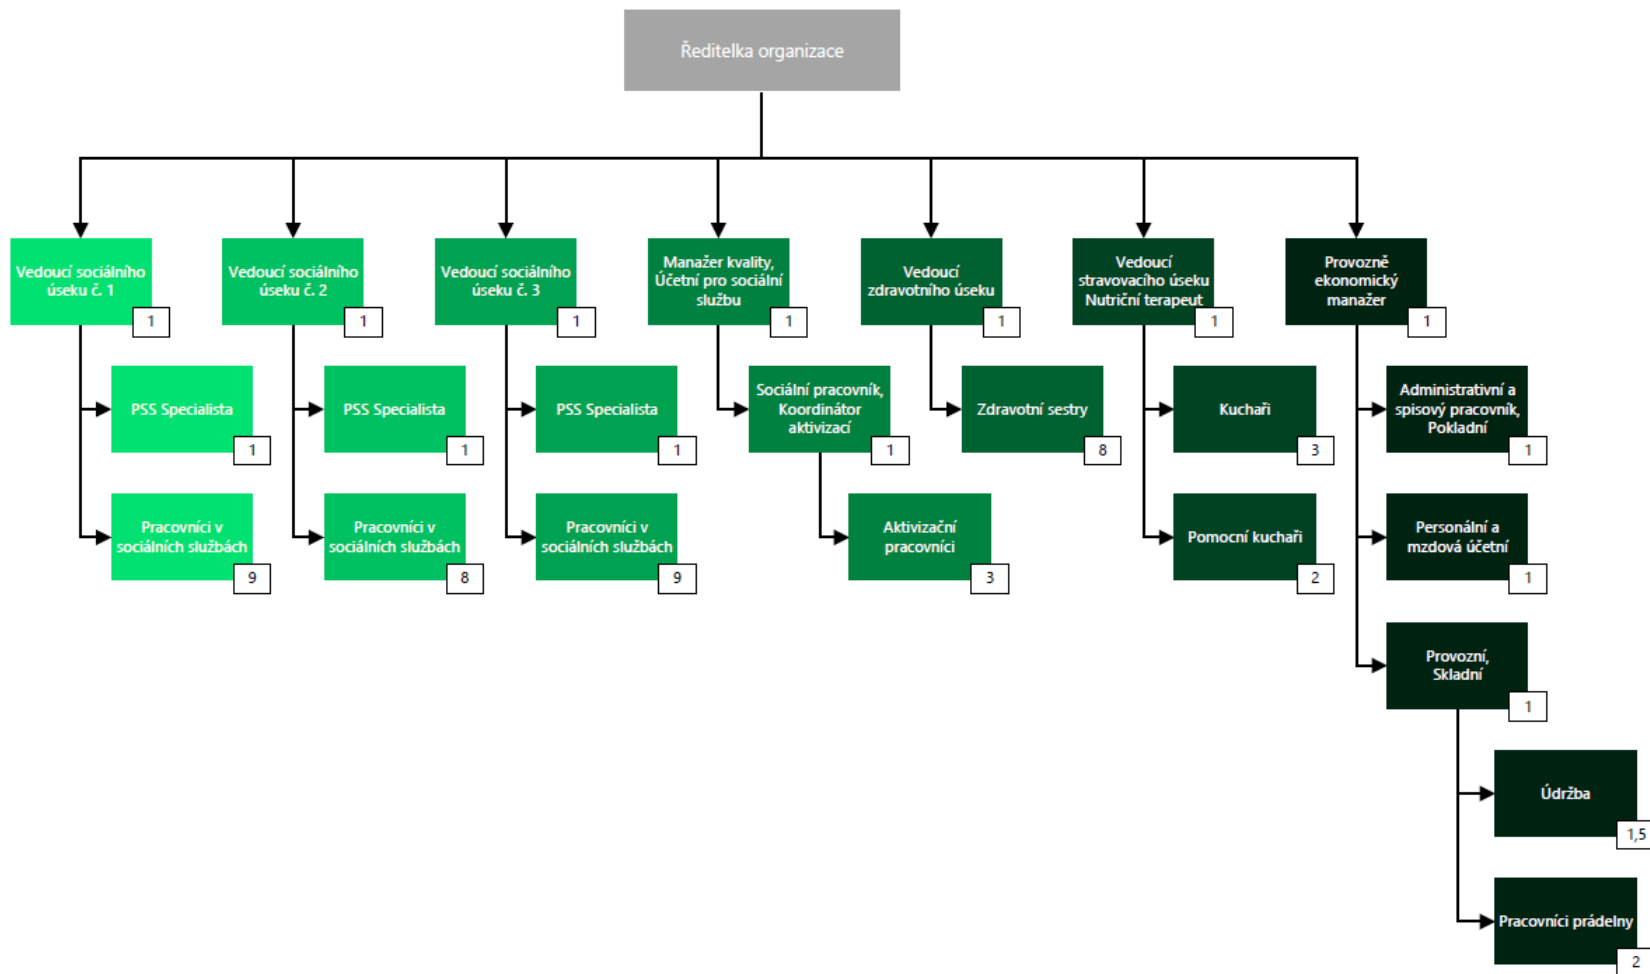 Ředitelka organizace
Vedoucí sociálního
úseku č. 1
1
Vedoucí sociálního
úseku č. 2
1
Vedoucí sociálního
úseku č. 3
1
Manažer kvality,
Účetní pro sociální
službu
1
Vedoucí
zdravotního úseku
1
Vedoucí
stravovacího úseku
Nutriční terapeut
1
Provozně
ekonomický
manažer
1
PSS Specialista
1
PSS Specialista
1
PSS Specialista
1
Sociální pracovník,
Koordinátor
aktivizací
1
Zdravotní sestry
8
Kuchaři
3
Administrativní a
spisový pracovník,
Pokladní
1
Pracovníci v
sociálních službách
9
Pracovníci v
sociálních službách
8
Pracovníci v
sociálních službách
9
Aktivizační
pracovníci
3
Pomocní kuchaři
2
Personální a
mzdová účetní
1
Provozní,
Skladní
1
Údržba
1,5
Pracovníci prádelny
2